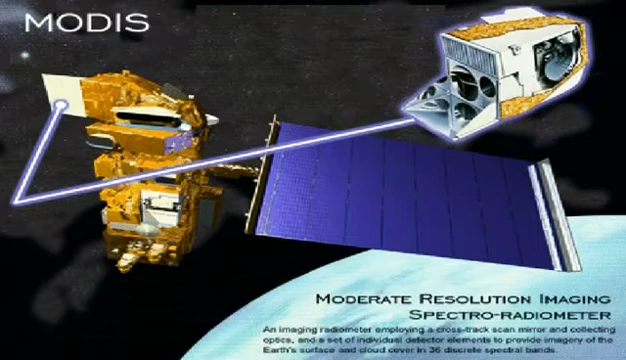 MODIS
MODERATE RESOLUTION IMAGING
SPECTRO-RADIOMETER
An imaging radiometer employing a cross-track scan mirror and collecting
optics, and a set of individual detector elements to provide imagery of the
Earth's surface and cloud cover in 36 discrete spectral bands.